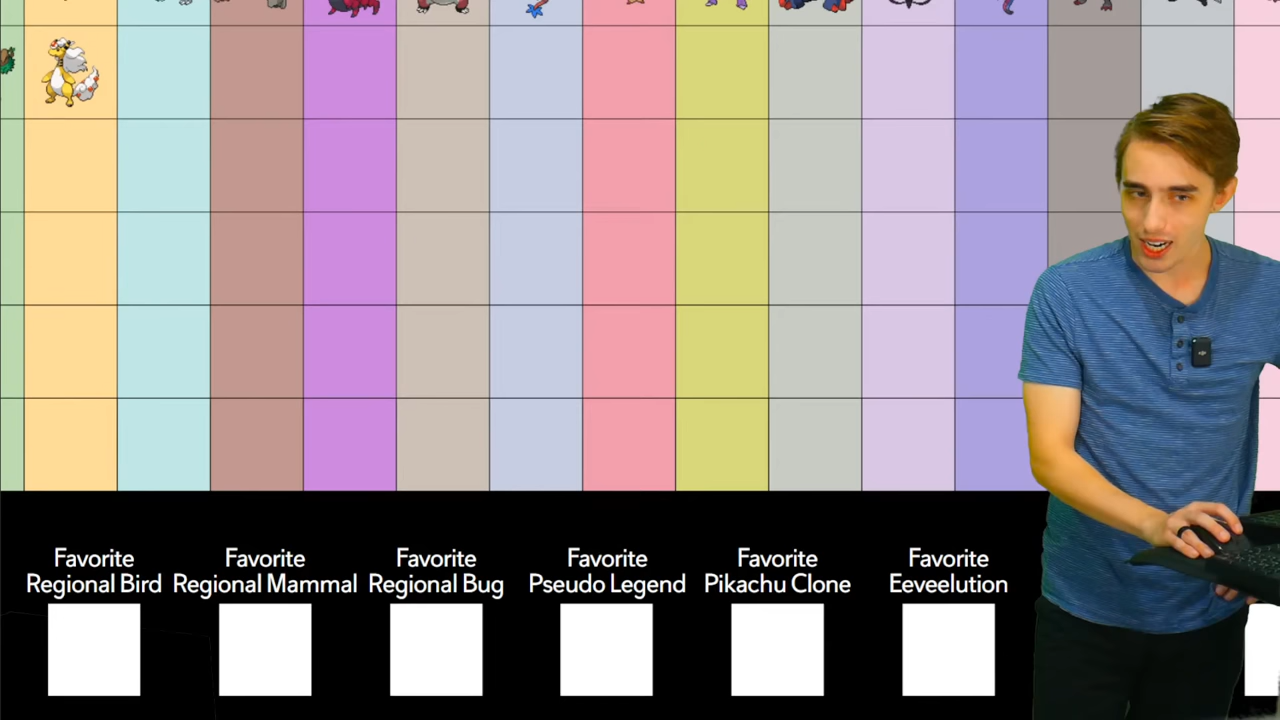 Favorite
Regional Bird
Favorite
Regional Mammal
Favorite
Regional Bug
Favorite
Pseudo Legend
Favorite
Pikachu Clone
Favorite
Eeveelution